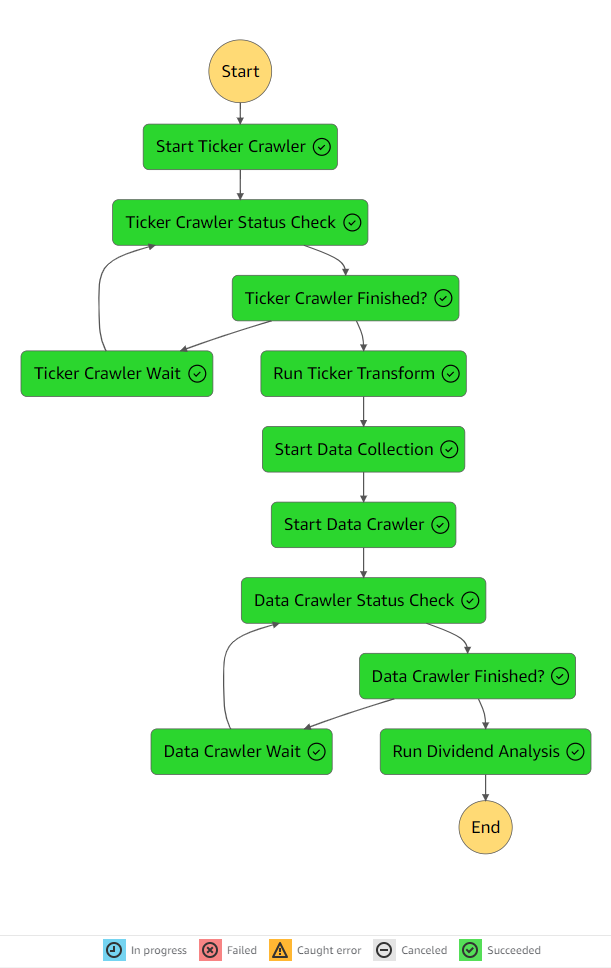 Start
Start Ticker Crawler
Ticker Crawler Status Check
Ticker Crawler Finished?
Ticker Crawler Wait
Run Ticker Transform
Start Data Collection
Start Data Crawler
Data Crawler Status Check
Data Crawler Finished?
Data Crawler Wait
Run Dividend Analysis
End
In progress
Failed
Caught error
Canceled
Succeeded